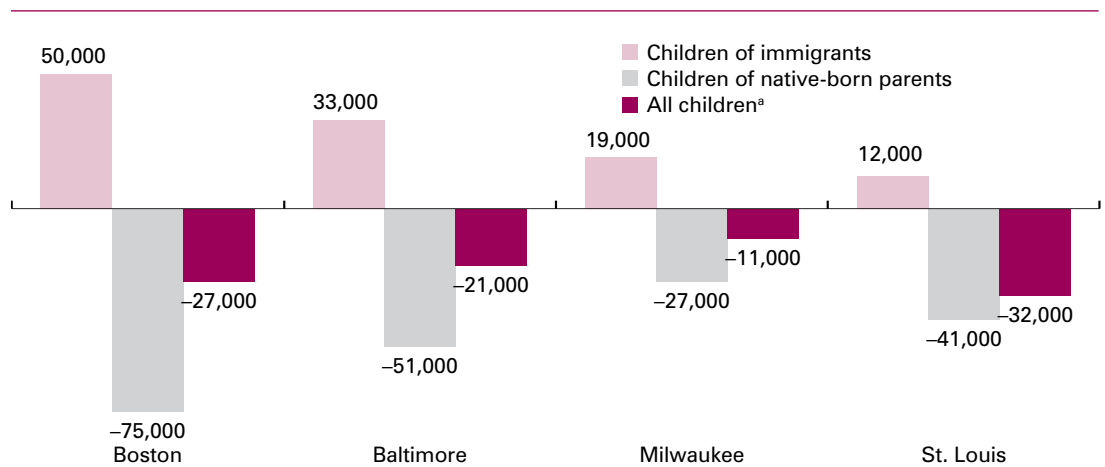 50,000
33,000
19,000
12,000
Children of immigrants
Children of native-born parents
All childrenᵃ
–27,000
–21,000
–11,000
–32,000
–27,000
–41,000
–51,000
–75,000
Boston
Baltimore
Milwaukee
St. Louis